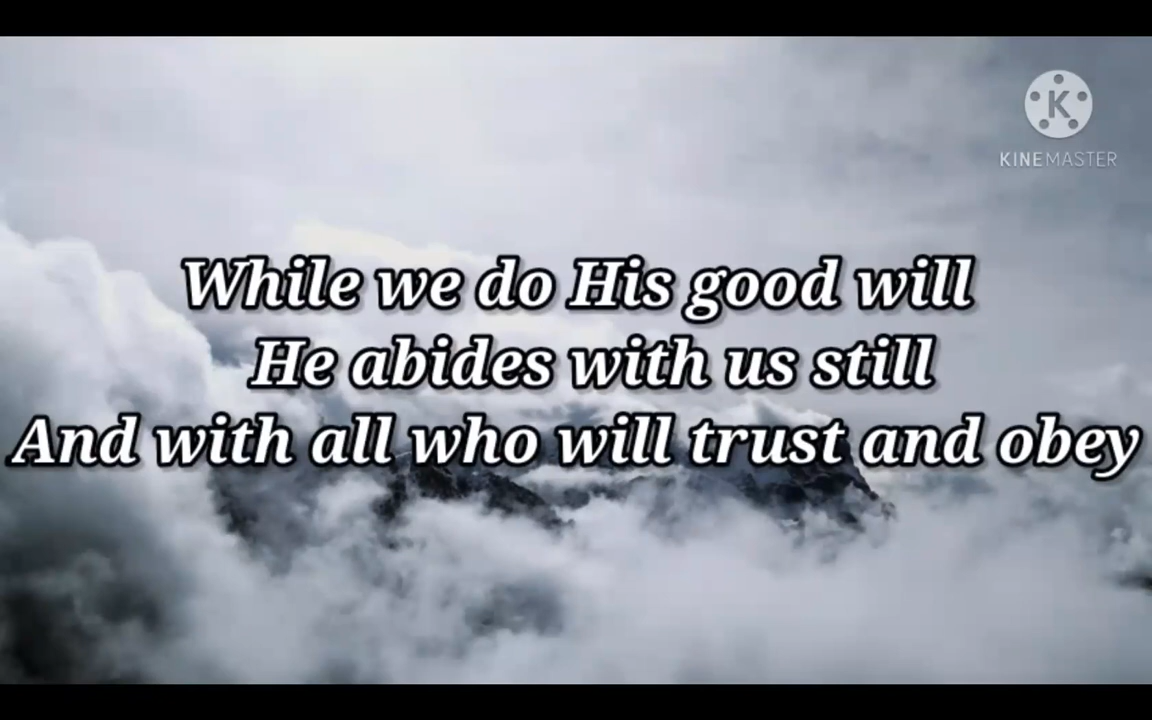 K
KINEMASTER
While we do His good will
He abides with us still
And with all who will trust and obey